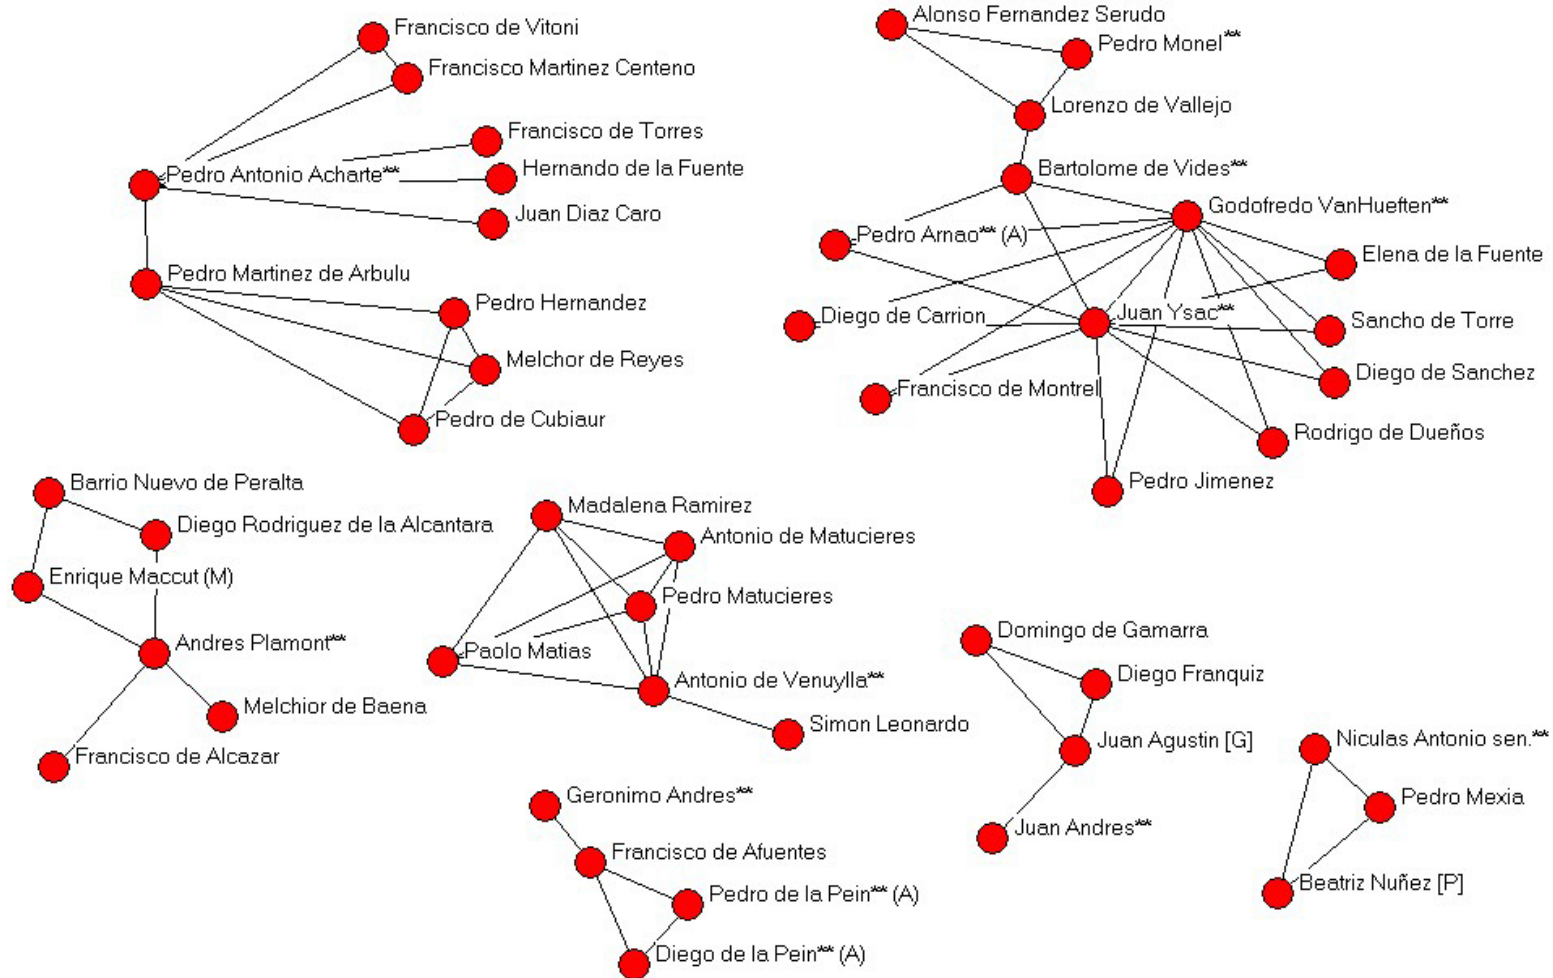 Francisco de Vitoni
Francisco Martinez Centeno
Francisco de Torres
Pedro Antonio Acharte**
Hernando de la Fuente
Juan Diaz Caro
Pedro Martinez de Arbulu
Pedro Hernandez
Melchor de Reyes
Pedro de Cubiaur
Alonso Fernandez Serudo
Pedro Monel**
Lorenzo de Vallejo
Bartolome de Vides**
Godofredo VanHueften**
Pedro Arnao** (A)
Elena de la Fuente
Diego de Carrion
Juan Ysac**
Sancho de Torre
Diego de Sanchez
Francisco de Montrel
Rodrigo de Dueños
Pedro Jimenez
Barrio Nuevo de Peralta
Diego Rodriguez de la Alcantara
Enrique Maccut (M)
Andres Plamont**
Melchior de Baena
Francisco de Alcazar
Madalena Ramirez
Antonio de Matucieres
Pedro Matucieres
Paolo Matias
Antonio de Venuylla**
Simon Leonardo
Domingo de Gamarra
Diego Franquiz
Juan Agustin [G]
Juan Andres**
Niculas Antonio sen.**
Pedro Mexia
Beatriz Nuñez [P]
Geronimo Andres**
Francisco de Afuentes
Pedro de la Pein** (A)
Diego de la Pein** (A)